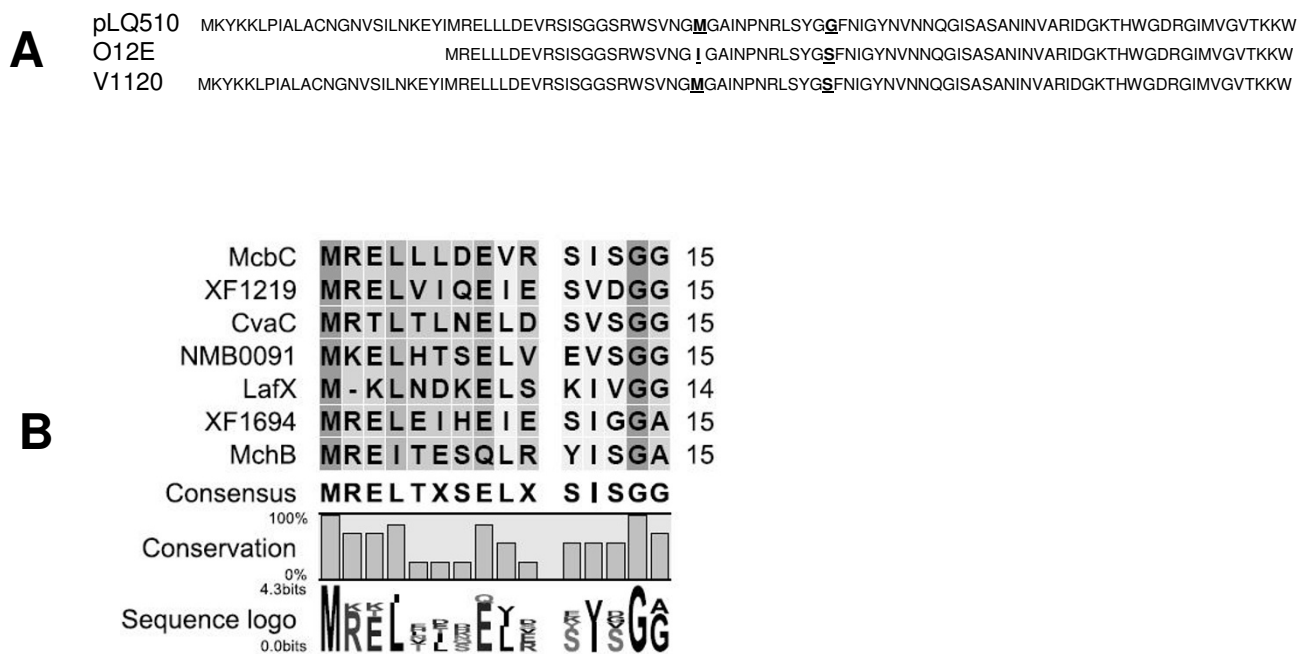 A
pLQ510 MKYKKLPIALACNGNVSILNKEYIMRELLLDEVRSISGGSRWSVNGMGAINPNRLSYGGFNIGYNVNNQGISASANINVARIDGKTHWGDRGIMVGVTKKW
O12E MRELLLDEVRSISGGSRWSVNG I GAINPNRLSYGSFNIGYNVNNQGISASANINVARIDGKTHWGDRGIMVGVTKKW
V1120 MKYKKLPIALACNGNVSILNKEYIMRELLLDEVRSISGGSRWSVNGMGAINPNRLSYGSFNIGYNVNNQGISASANINVARIDGKTHWGDRGIMVGVTKKW
B
McbC MRELLLDEVR SISGG 15
XF1219 MRELVIQEIE SVDGG 15
CvaC MRTLTLNELD SVSGG 15
NMB0091 MKELHTSELV EVSGG 15
LafX M-KLNDKELS KIVGG 14
XF1694 MRELEIHEIE SIGGA 15
MchB MREITESQLR YISGA 15
Consensus MRELTXSELX SISGG
100%
Conservation
0%
4.3bits
Sequence logo
0.0bits